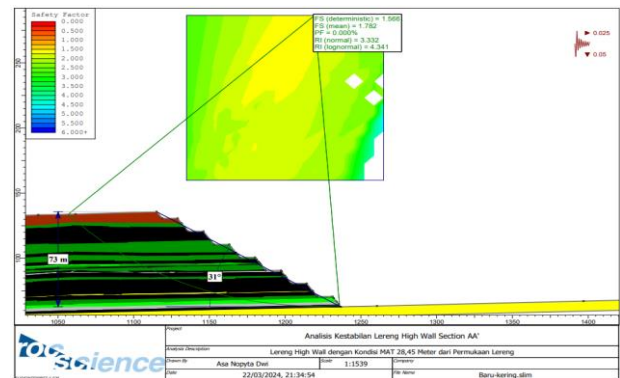 Safety Factor
0.000
0.500
1.000
1.500
2.000
2.500
3.000
3.500
4.000
4.500
5.000
5.500
6.000+
FS (deterministic) = 1.566
FS (mean) = 1.782
PF = 0.000%
RI (normal) = 3.332
RI (lognormal) = 4.341
0.025
0.05
250
200
150
100
73 m
31°
1050 1100 1150 1200 1250 1300 1350 1400
rocscience
Project
Analisis Kestabilan Lereng High Wall Section AA'
Analysis Description
Lereng High Wall dengan Kondisi MAT 28,45 Meter dari Permukaan Lereng
Drawn By
Asa Nopyta Dwi
Scale
1:1539
Company
Date
22/03/2024, 21:34:54
File Name
Baru-kering.slim